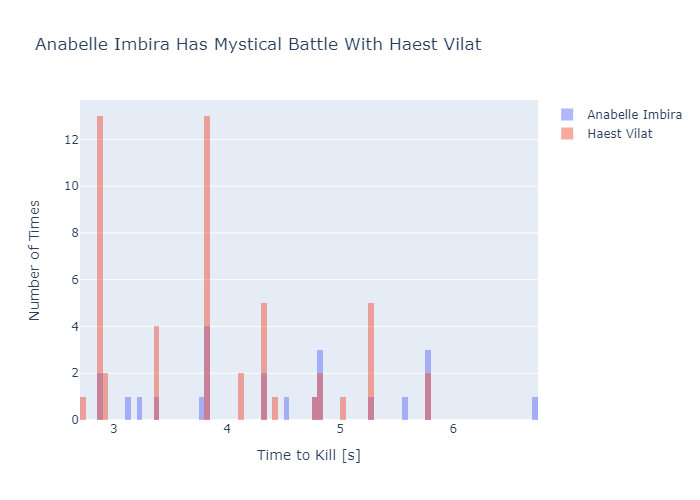 Anabelle Imbira Has Mystical Battle With Haest Vilat
Anabelle Imbira
Haest Vilat
Number of Times
12
10
8
6
4
2
0
3 4 5 6
Time to Kill [s]